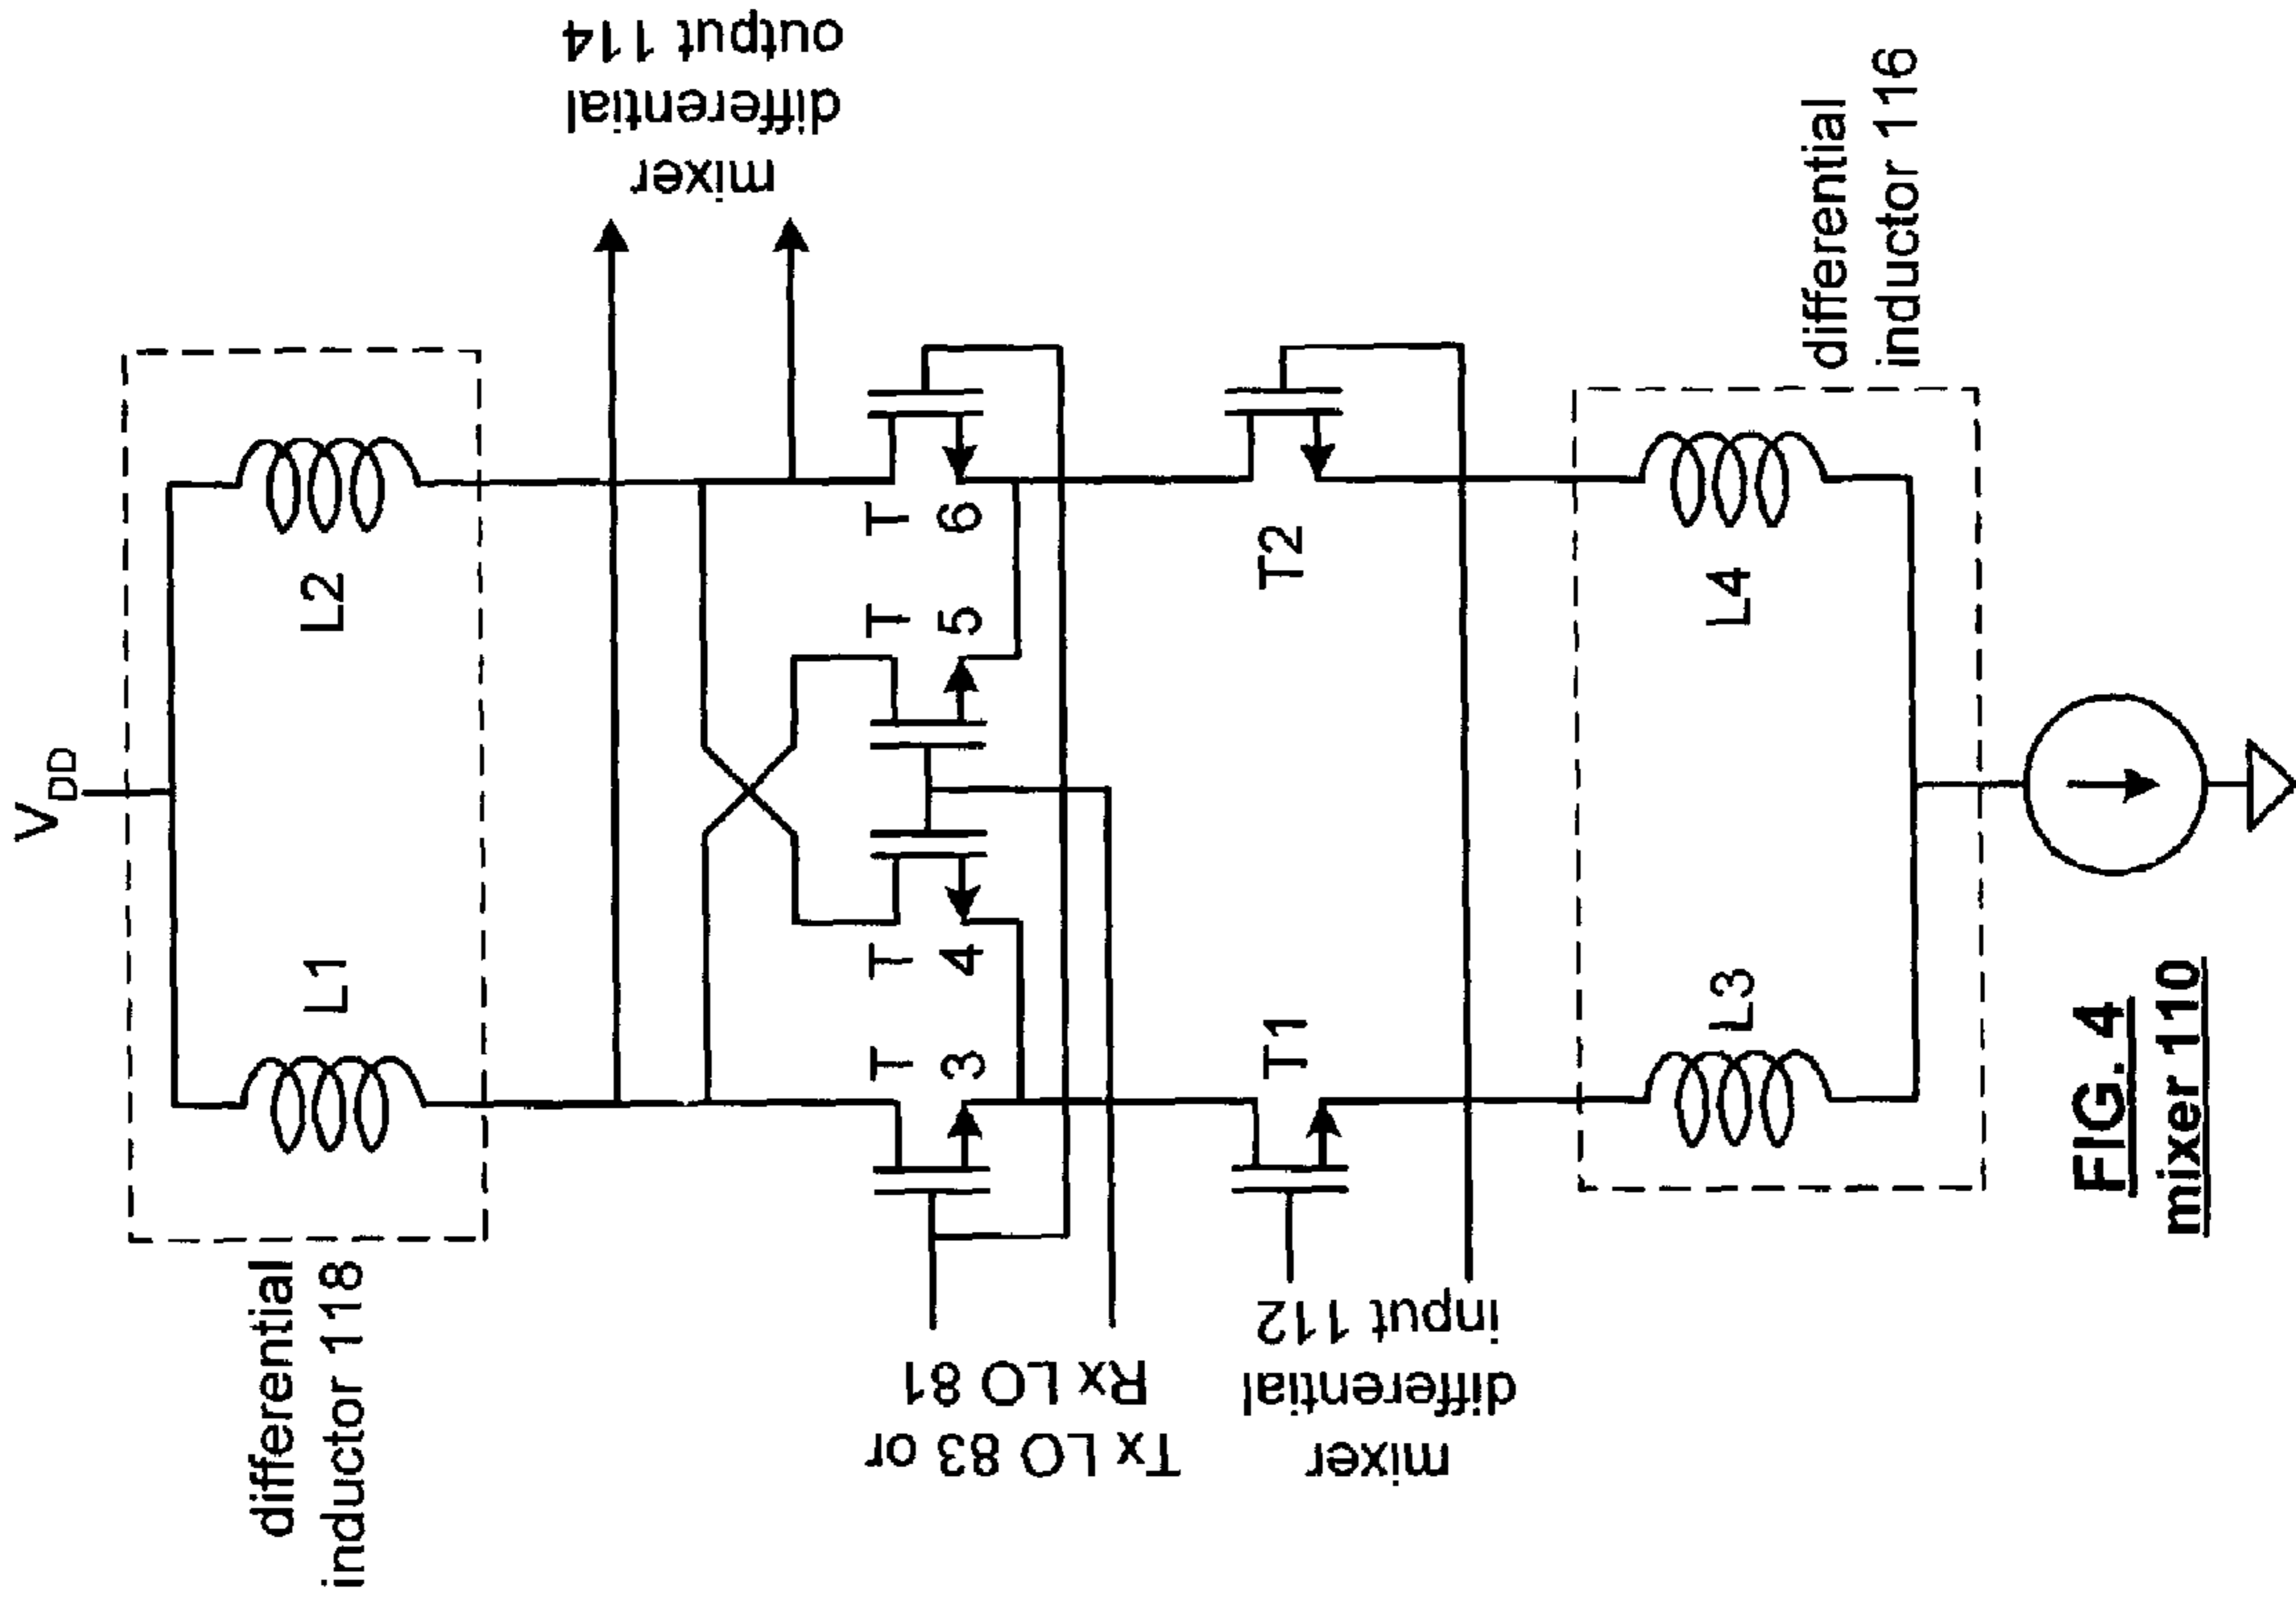 V DD
differential
inductor 118
L1
L2
mixer
differential
output 114
T
3
T
4
T
5
T
6
Tx LO 83 or
Rx LO 81
T1
T2
mixer
differential
input 112
L3
L4
differential
inductor 116
FIG. 4
mixer 110